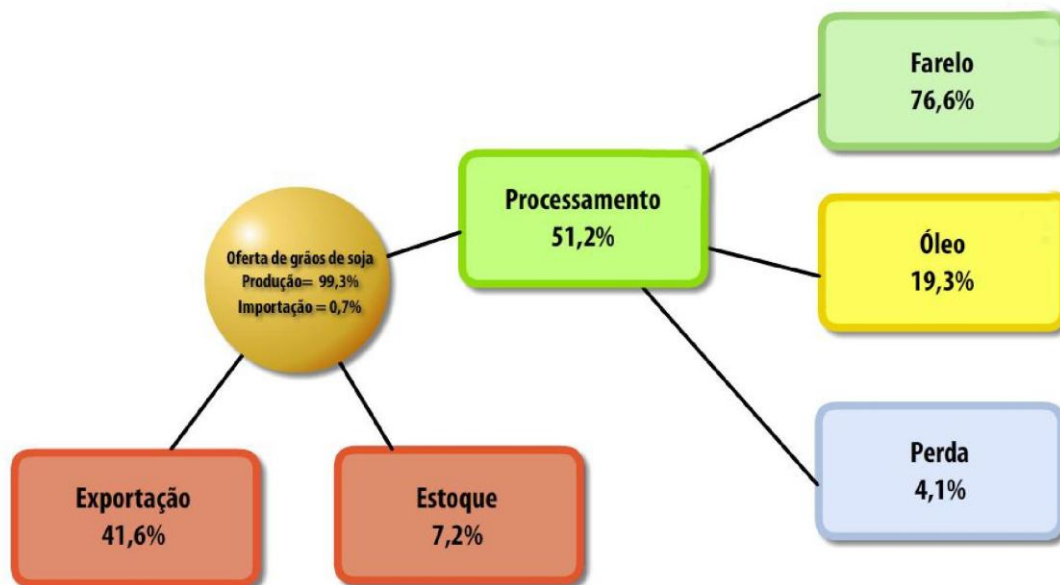 Oferta de grãos de soja
Produção= 99,3%
Importação = 0,7%
Processamento
51,2%
Farelo
76,6%
Óleo
19,3%
Perda
4,1%
Exportação
41,6%
Estoque
7,2%